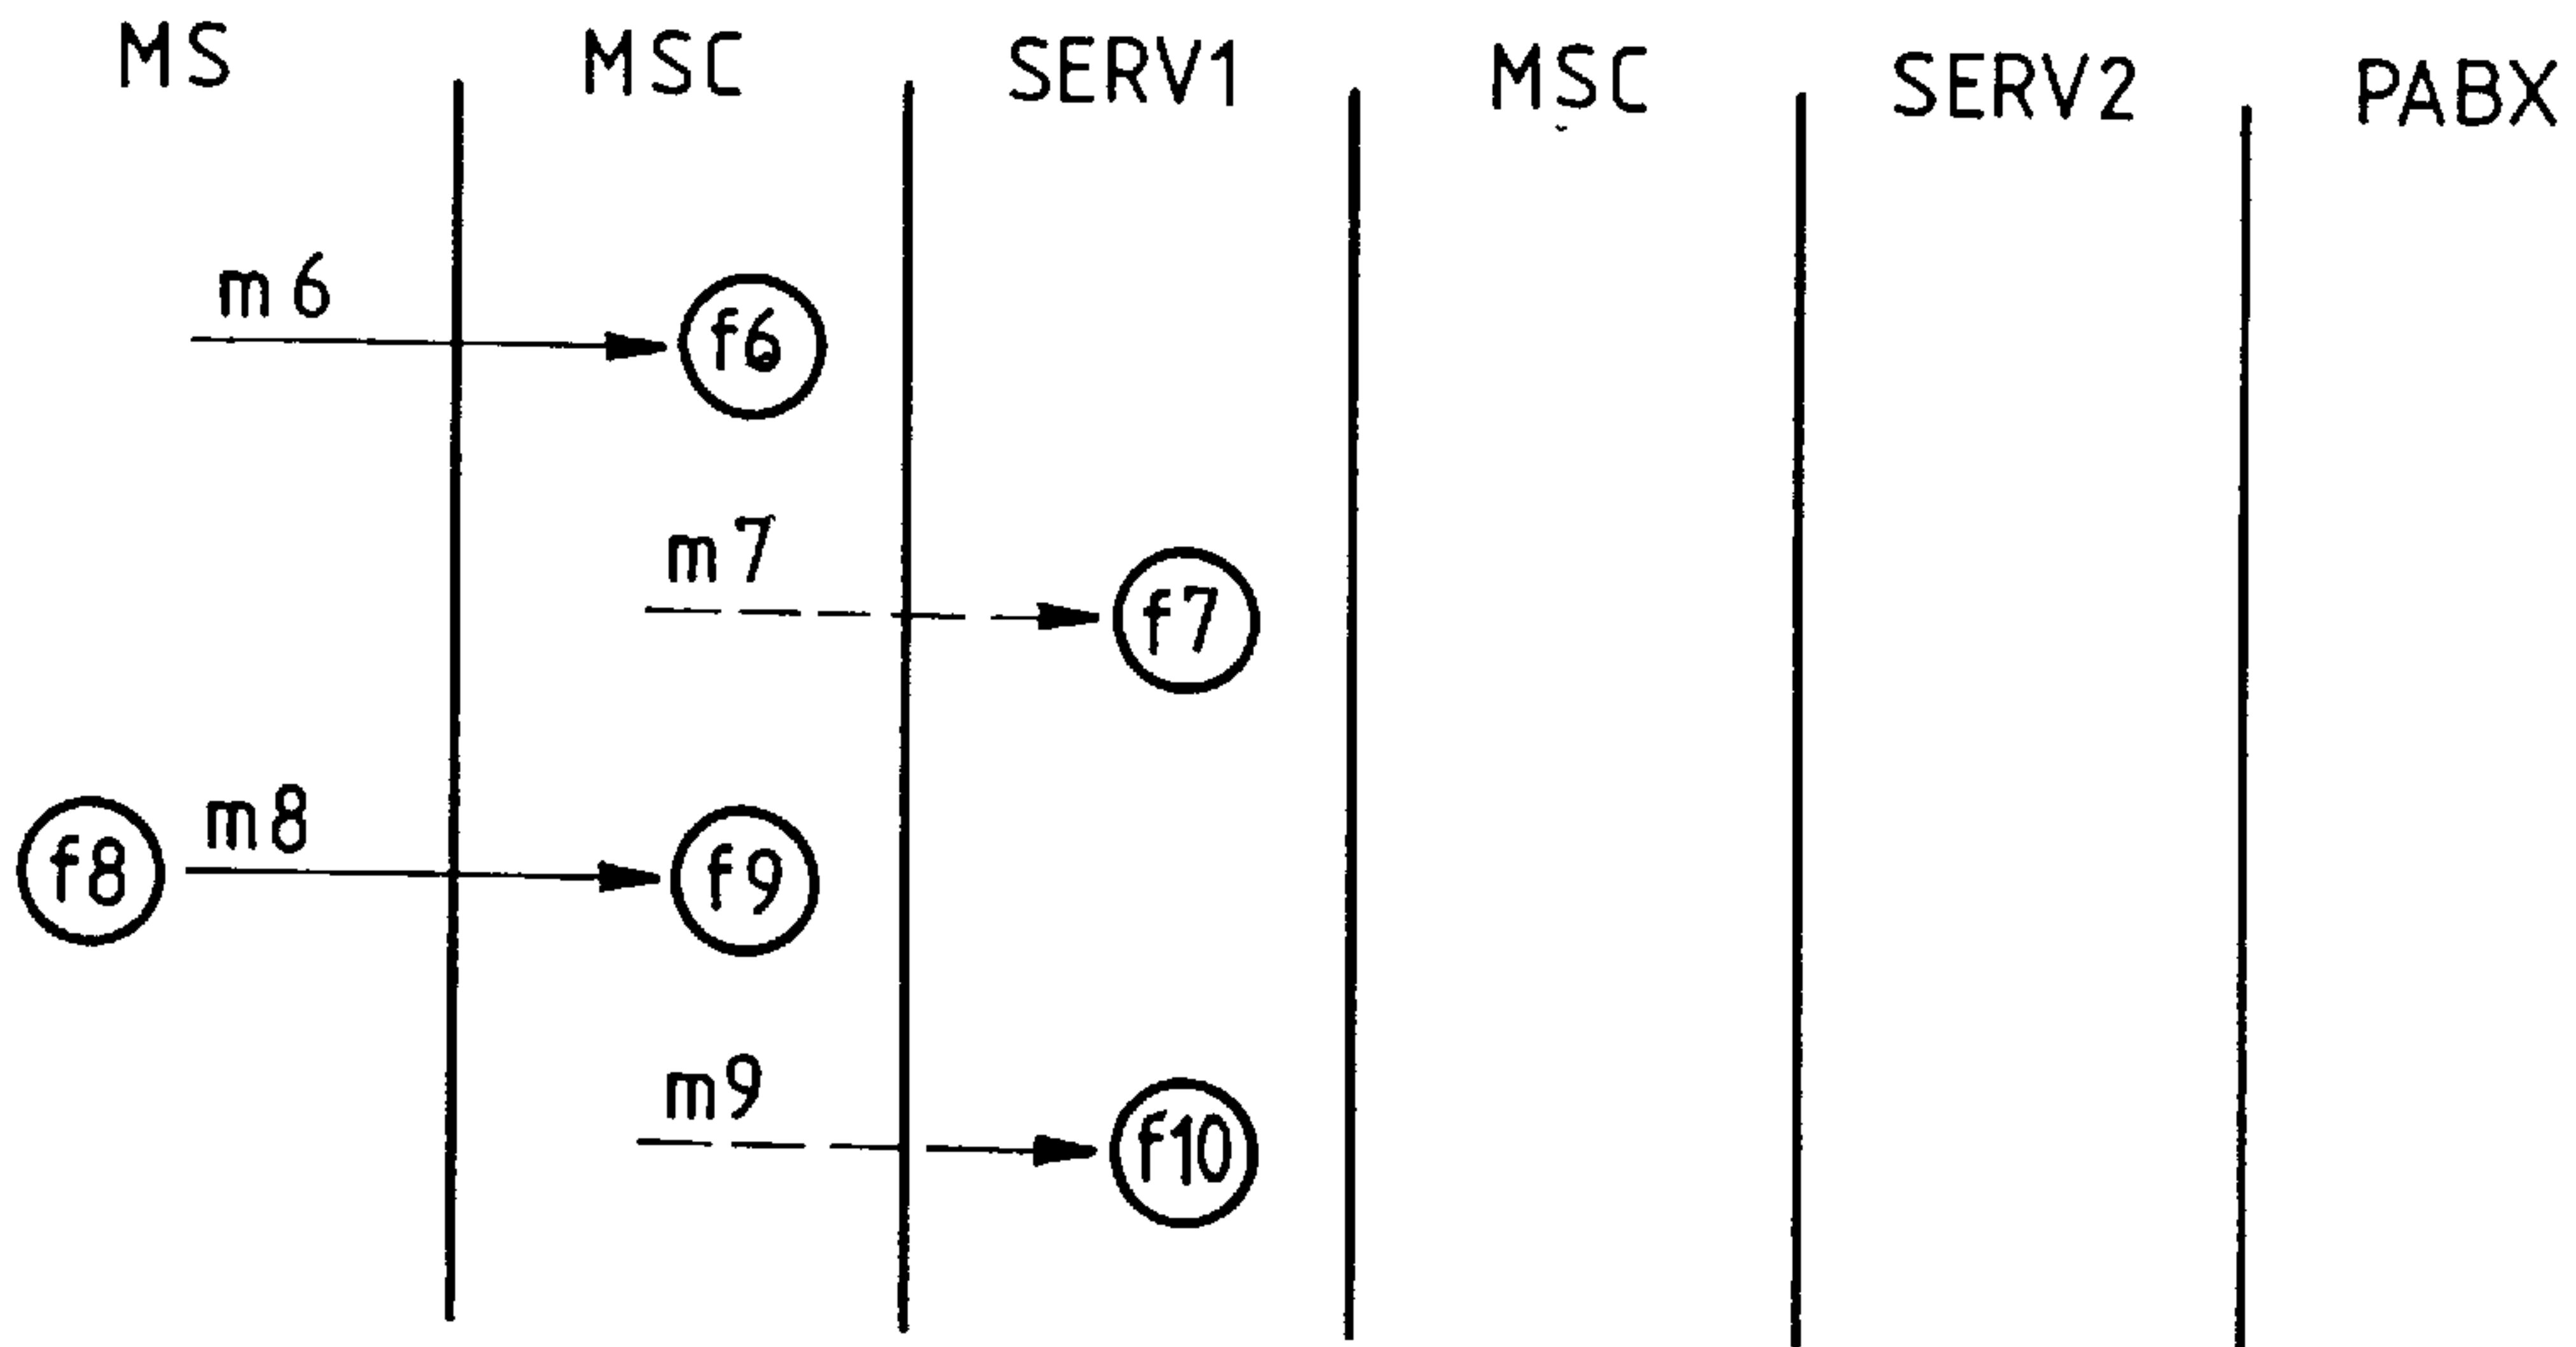 MS MSC SERV1 MSC SERV2 PABX
m6 f6
m7 f7
f8 m8 f9
m9 f10